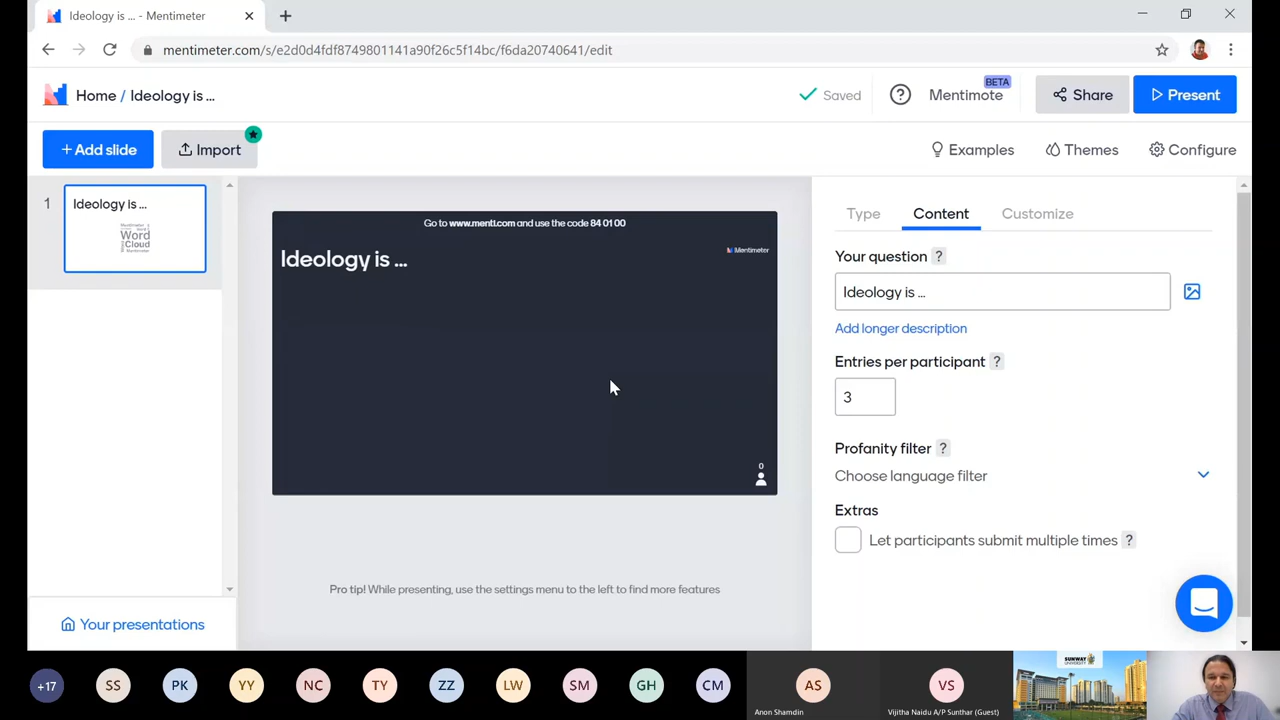 Ideology is ... - Mentimeter
mentimeter.com/s/e2d0d4fdf8749801141a90f26c5f14bc/f6da20740641/edit
Home / Ideology is ...
Saved
Mentimote
BETA
Share
Present
+ Add slide
Import
Examples
Themes
Configure
1
Ideology is ...
Word
Cloud
Mentimeter
Go to www.menti.com and use the code 84 01 00
Ideology is ...
Mentimeter
0
Pro tip! While presenting, use the settings menu to the left to find more features
Type
Content
Customize
Your question ?
Ideology is ...
Add longer description
Entries per participant ?
3
Profanity filter ?
Choose language filter
Extras
Let participants submit multiple times ?
Your presentations
+17
SS
PK
YY
NC
TY
ZZ
LW
SM
GH
CM
AS
Anon Shamdin
VS
Vijitha Naidu A/P Sunthar (Guest)
SUNWAY
UNIVERSITY